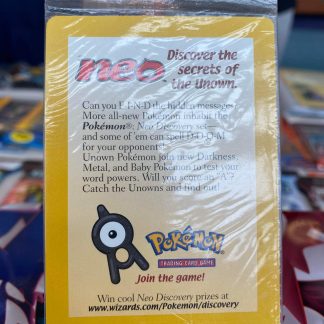 neo
Discover the
secrets of
the Unown.
Can you F-I-N-D the hidden messages?
More all-new Pokémon inhabit the
Pokémon®: Neo Discovery set—
and some of 'em can spell D-O-O-M
for your opponents!
Unown Pokémon join new Darkness,
Metal, and Baby Pokémon to test your
word powers. Will you score an "A"?
Catch the Unowns and find out!
POKéMON
TRADING CARD GAME
Join the game!
Win cool Neo Discovery prizes at
www.wizards.com/Pokemon/discovery